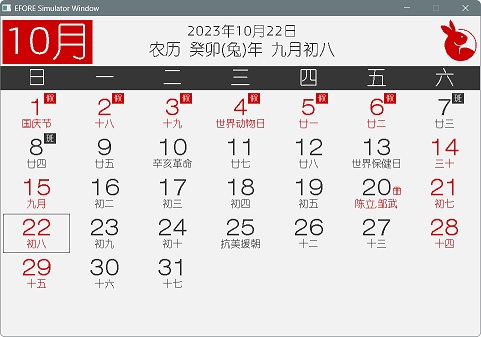 EFORE Simulator Window
10月
2023年10月22日
农历 癸卯(兔)年 九月初八
日 一 二 三 四 五 六
1 假 2 假 3 假 4 假 5 假 6 假 7 班
国庆节 十八 十九 世界动物日 廿一 廿二 廿三
8 班 9 10 11 12 13 14
廿四 廿五 辛亥革命 廿七 廿八 世界保健日 三十
15 16 17 18 19 20 21
九月 初二 初三 初四 初五 陈立,邹武 初七
22 23 24 25 26 27 28
初八 初九 初十 抗美援朝 十二 十三 十四
29 30 31
十五 十六 十七